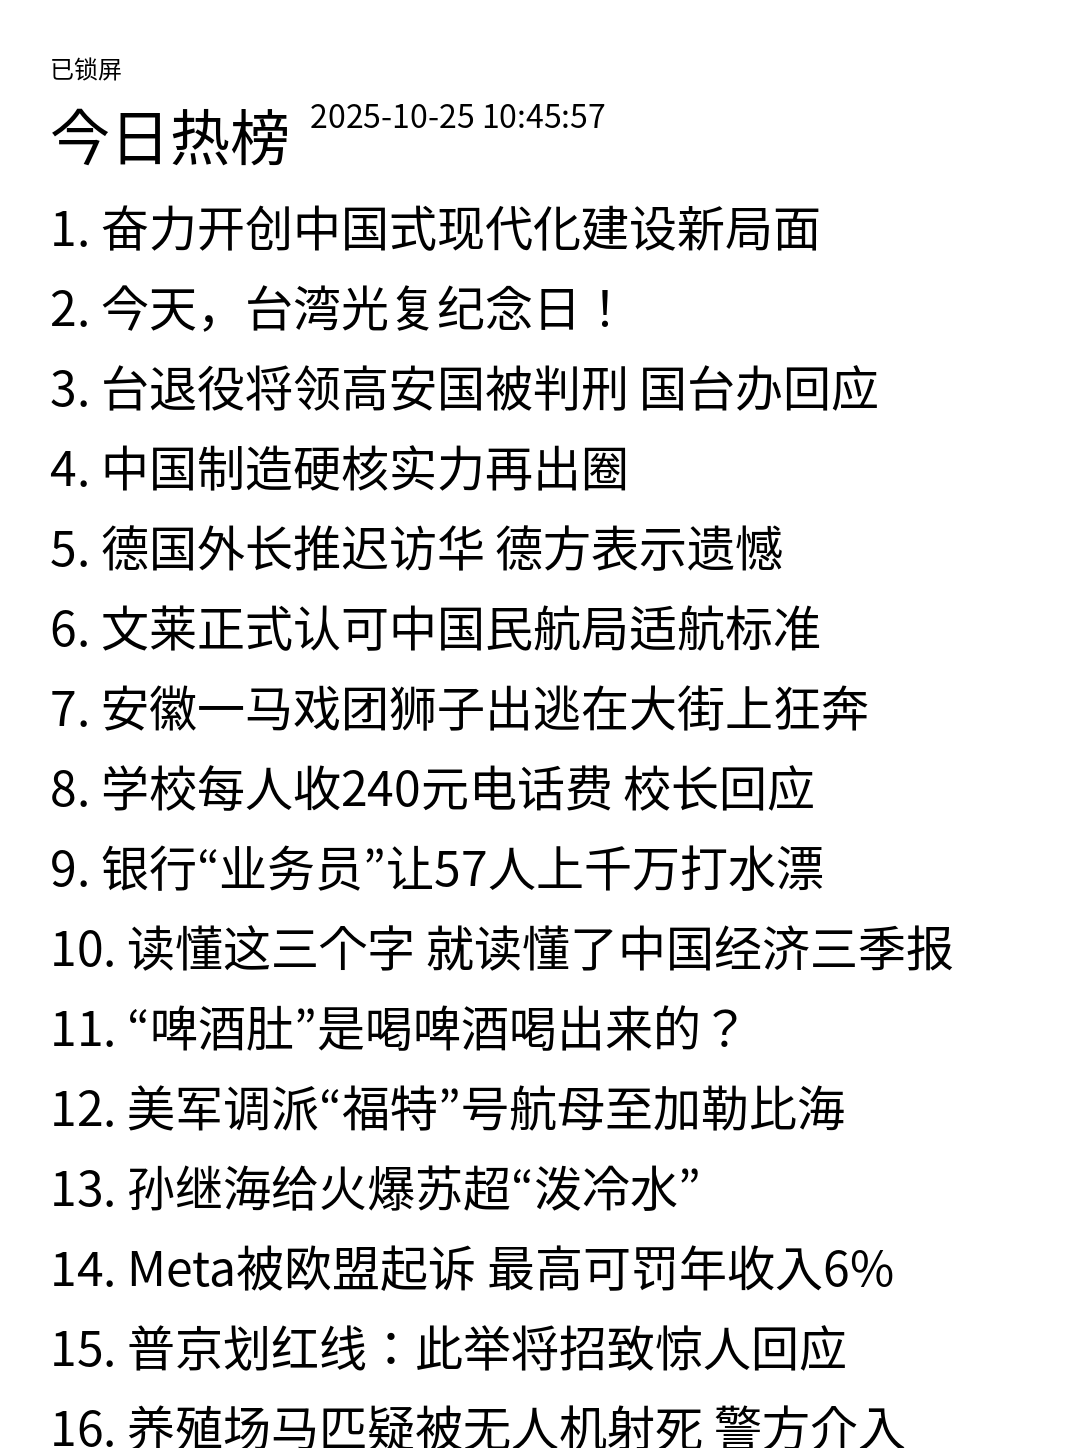 已锁屏
今日热榜 2025-10-25 10:45:57
1. 奋力开创中国式现代化建设新局面
2. 今天，台湾光复纪念日！
3. 台退役将领高安国被判刑 国台办回应
4. 中国制造硬核实力再出圈
5. 德国外长推迟访华 德方表示遗憾
6. 文莱正式认可中国民航局适航标准
7. 安徽一马戏团狮子出逃在大街上狂奔
8. 学校每人收240元电话费 校长回应
9. 银行“业务员”让57人上千万打水漂
10. 读懂这三个字 就读懂了中国经济三季报
11. “啤酒肚”是喝啤酒喝出来的？
12. 美军调派“福特”号航母至加勒比海
13. 孙继海给火爆苏超“泼冷水”
14. Meta被欧盟起诉 最高可罚年收入6%
15. 普京划红线：此举将招致惊人回应
16. 养殖场马匹疑被无人机射死 警方介入